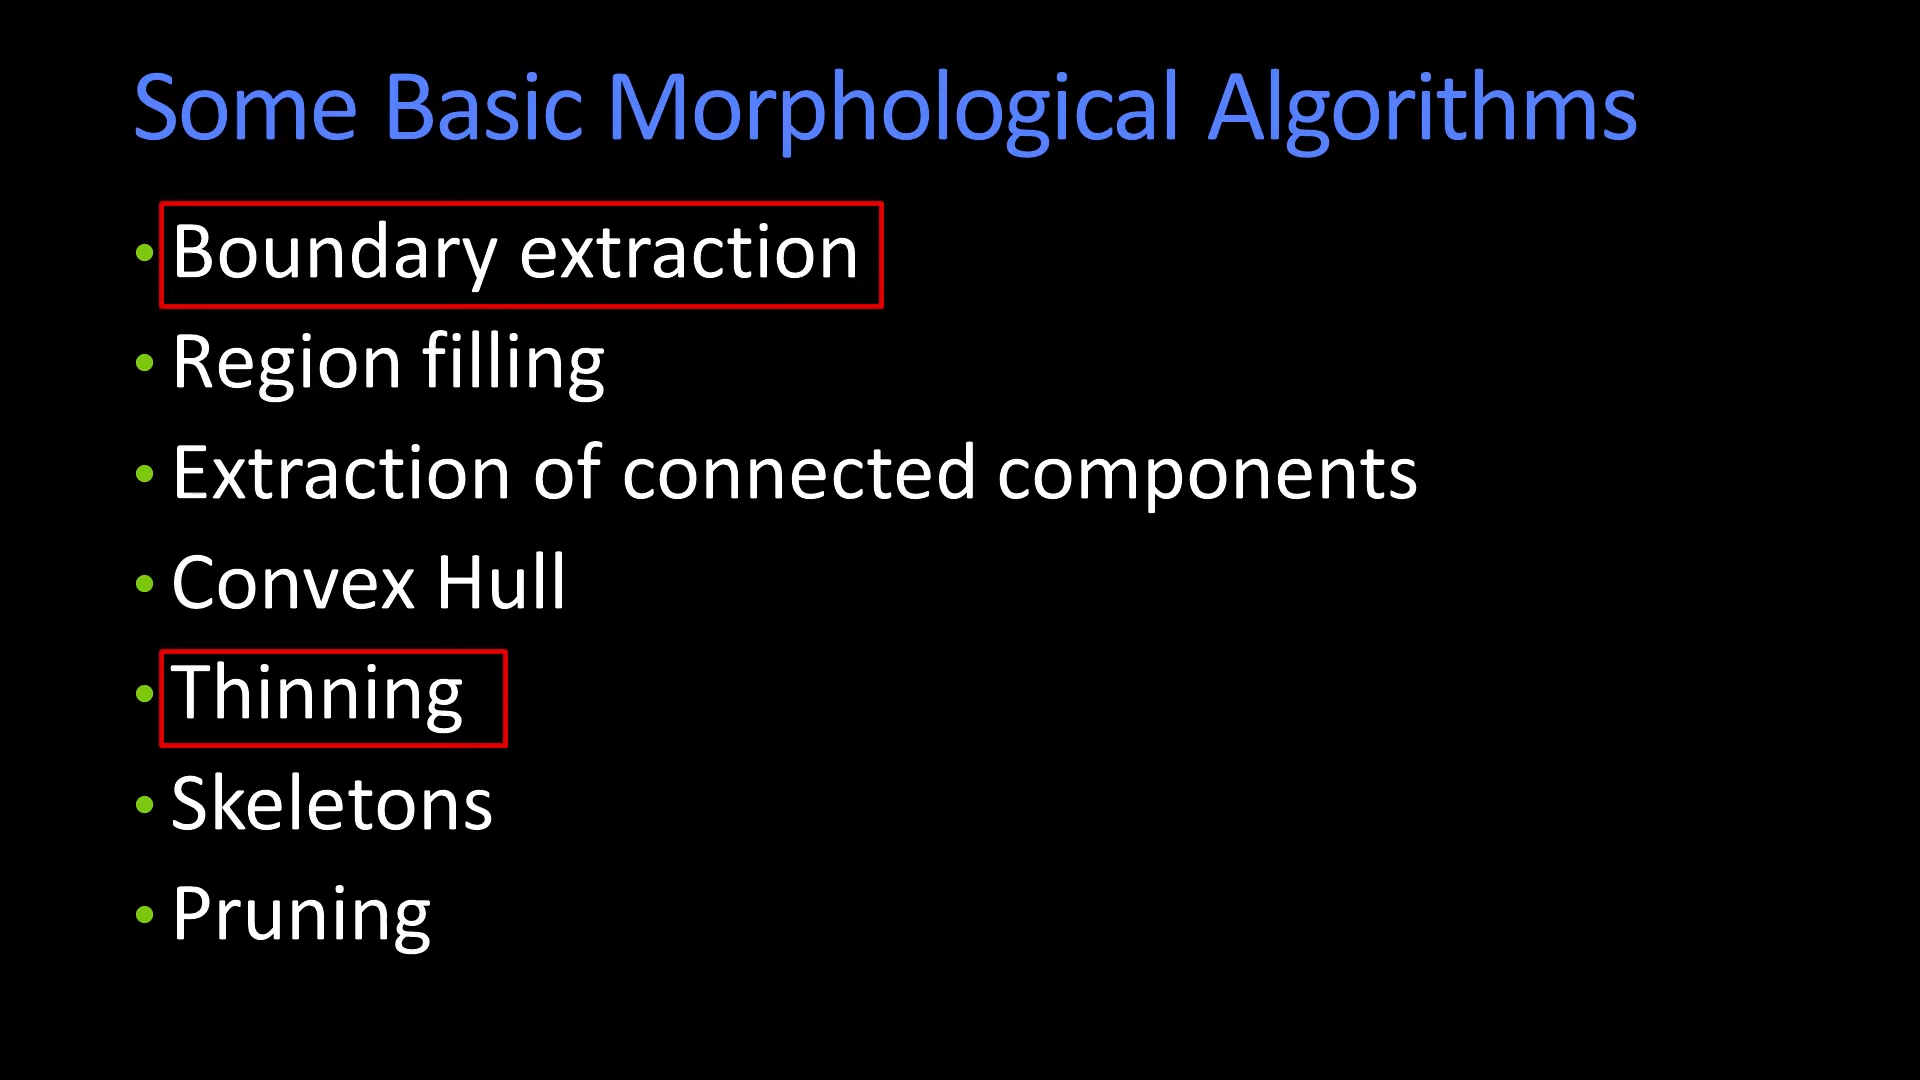 Some Basic Morphological Algorithms
• Boundary extraction
• Region filling
• Extraction of connected components
• Convex Hull
• Thinning
• Skeletons
• Pruning